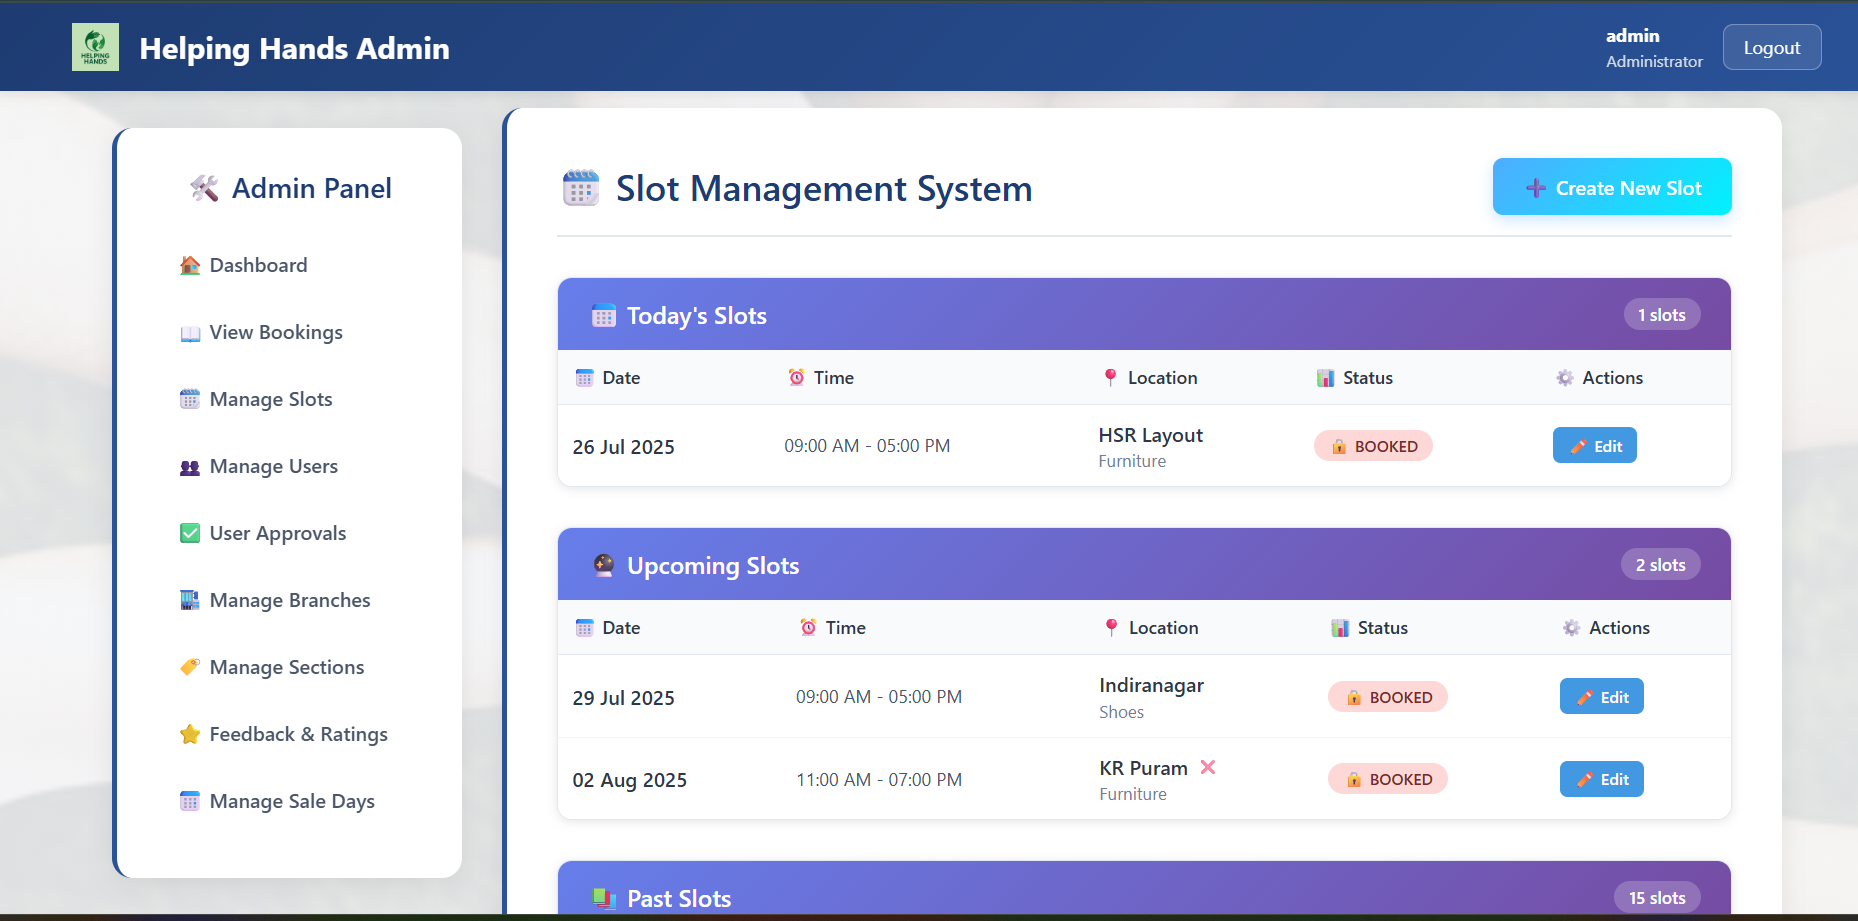 HELPING
HANDS
Helping Hands Admin
admin
Administrator
Logout
Admin Panel
Dashboard
View Bookings
Manage Slots
Manage Users
User Approvals
Manage Branches
Manage Sections
Feedback & Ratings
Manage Sale Days
Slot Management System
Create New Slot
Today's Slots
1 slots
Date Time Location Status Actions
26 Jul 2025 09:00 AM - 05:00 PM HSR Layout BOOKED Edit
Furniture
Upcoming Slots
2 slots
Date Time Location Status Actions
29 Jul 2025 09:00 AM - 05:00 PM Indiranagar BOOKED Edit
Shoes
02 Aug 2025 11:00 AM - 07:00 PM KR Puram ❌ BOOKED Edit
Furniture
Past Slots
15 slots